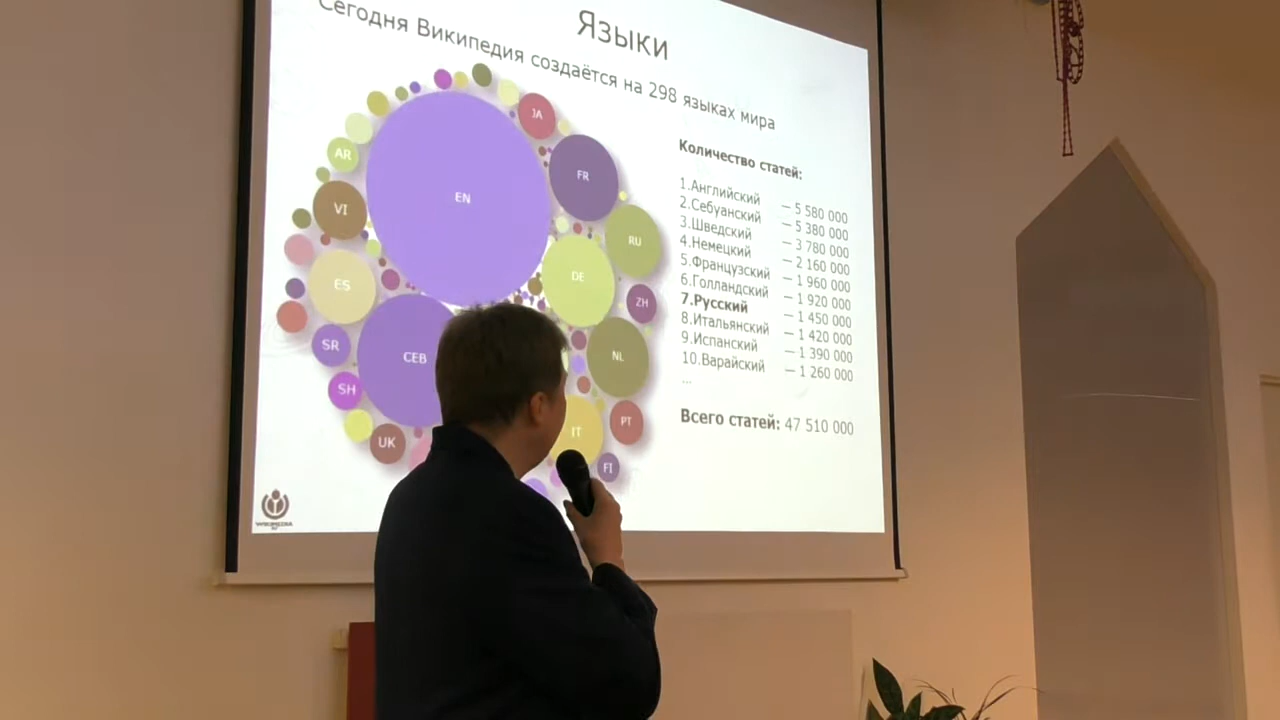 Языки
Сегодня Википедия создаётся на 298 языках мира
Количество статей:
1.Английский — 5 580 000
2.Себуанский — 5 380 000
3.Шведский — 3 780 000
4.Немецкий — 2 160 000
5.Французский — 1 960 000
6.Голландский — 1 920 000
7.Русский — 1 450 000
8.Итальянский — 1 420 000
9.Испанский — 1 390 000
10.Варайский — 1 260 000
...
Всего статей: 47 510 000
JA
AR
FR
EN
VI
RU
DE
ES
ZH
SR
CEB
NL
SH
PT
UK
IT
FI
WIKIMEDIA